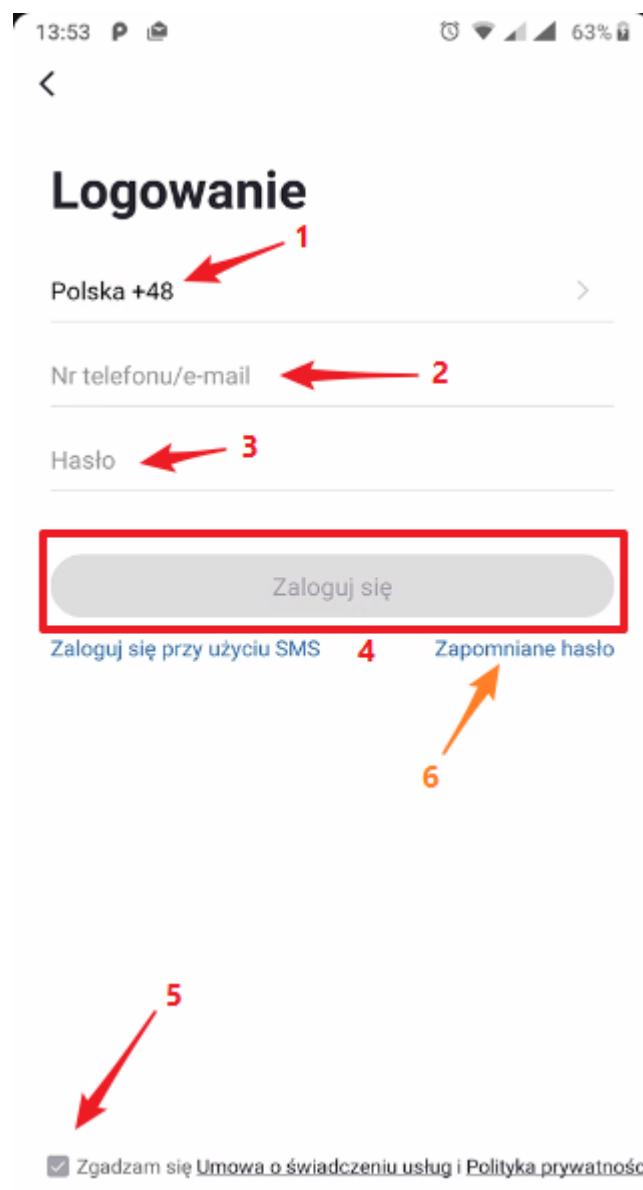 13:53 P 63%
Logowanie
1
Polska +48
Nr telefonu/e-mail 2
Hasło 3
Zaloguj się
Zaloguj się przy użyciu SMS 4 Zapomniane hasło
6
5
Zgadzam się Umowa o świadczeniu usług i Polityka prywatnośc